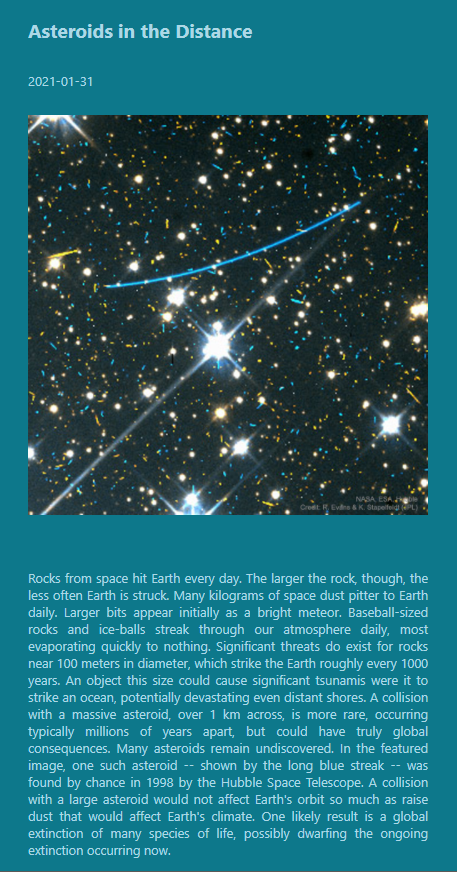 Asteroids in the Distance
2021-01-31
NASA, ESA, Hubble
Credit: R. Evans & K. Stapelfeldt (JPL)
Rocks from space hit Earth every day. The larger the rock, though, the
less often Earth is struck. Many kilograms of space dust pitter to Earth
daily. Larger bits appear initially as a bright meteor. Baseball-sized
rocks and ice-balls streak through our atmosphere daily, most
evaporating quickly to nothing. Significant threats do exist for rocks
near 100 meters in diameter, which strike the Earth roughly every 1000
years. An object this size could cause significant tsunamis were it to
strike an ocean, potentially devastating even distant shores. A collision
with a massive asteroid, over 1 km across, is more rare, occurring
typically millions of years apart, but could have truly global
consequences. Many asteroids remain undiscovered. In the featured
image, one such asteroid -- shown by the long blue streak -- was
found by chance in 1998 by the Hubble Space Telescope. A collision
with a large asteroid would not affect Earth's orbit so much as raise
dust that would affect Earth's climate. One likely result is a global
extinction of many species of life, possibly dwarfing the ongoing
extinction occurring now.